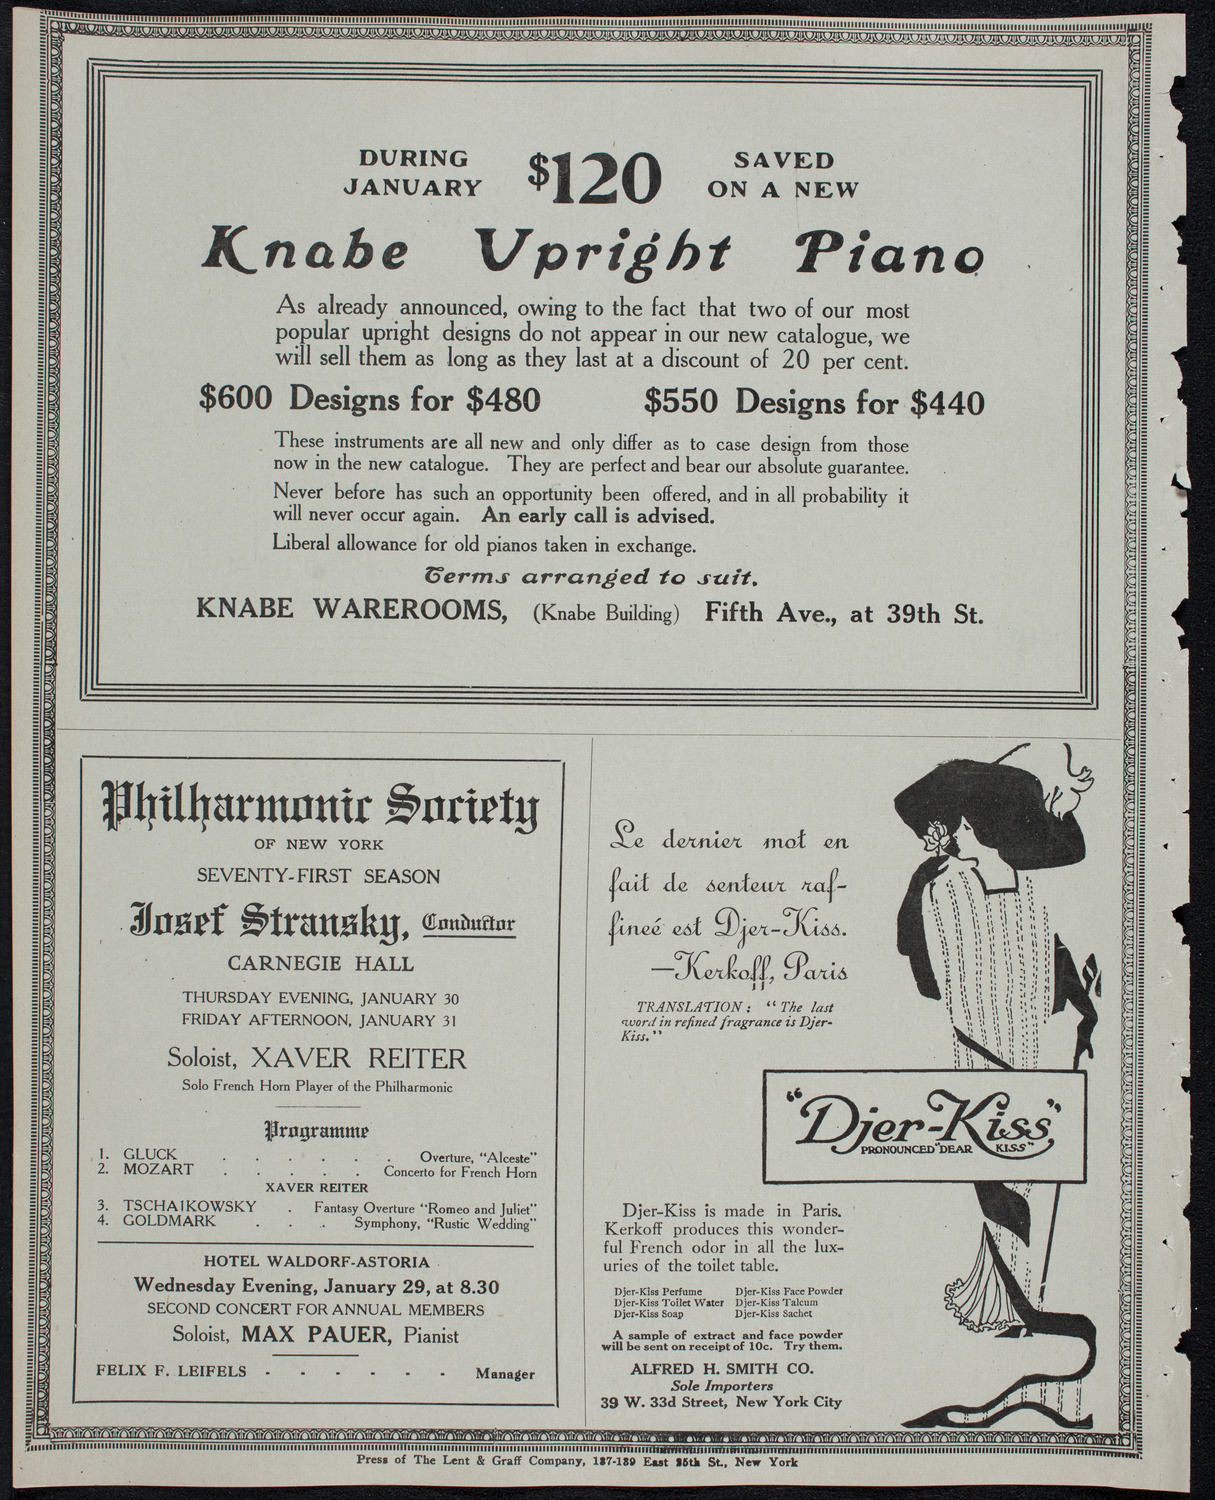 DURING
JANUARY
$120
SAVED
ON A NEW
Knabe Upright Piano
As already announced, owing to the fact that two of our most
popular upright designs do not appear in our new catalogue, we
will sell them as long as they last at a discount of 20 per cent.
$600 Designs for $480 $550 Designs for $440
These instruments are all new and only differ as to case design from those
now in the new catalogue. They are perfect and bear our absolute guarantee.
Never before has such an opportunity been offered, and in all probability it
will never occur again. An early call is advised.
Liberal allowance for old pianos taken in exchange.
Terms arranged to suit.
KNABE WAREROOMS, (Knabe Building) Fifth Ave., at 39th St.
Philharmonic Society
OF NEW YORK
SEVENTY-FIRST SEASON
Josef Stransky, Conductor
CARNEGIE HALL
THURSDAY EVENING, JANUARY 30
FRIDAY AFTERNOON, JANUARY 31
Soloist, XAVER REITER
Solo French Horn Player of the Philharmonic
Programme
1. GLUCK . . . . . . Overture, "Alceste"
2. MOZART . . . . . Concerto for French Horn
XAVER REITER
3. TSCHAIKOWSKY . Fantasy Overture "Romeo and Juliet"
4. GOLDMARK . . . Symphony, "Rustic Wedding"
HOTEL WALDORF-ASTORIA
Wednesday Evening, January 29, at 8.30
SECOND CONCERT FOR ANNUAL MEMBERS
Soloist, MAX PAUER, Pianist
FELIX F. LEIFELS - - - - - - Manager
Le dernier mot en
fait de senteur raf-
fineé est Djer-Kiss.
—Kerkoff, Paris
TRANSLATION: "The last
word in refined fragrance is Djer-
Kiss."
"Djer-Kiss"
PRONOUNCED "DEAR KISS"
Djer-Kiss is made in Paris.
Kerkoff produces this wonder-
ful French odor in all the lux-
uries of the toilet table.
Djer-Kiss Perfume Djer-Kiss Face Powder
Djer-Kiss Toilet Water Djer-Kiss Talcum
Djer-Kiss Soap Djer-Kiss Sachet
A sample of extract and face powder
will be sent on receipt of 10c. Try them.
ALFRED H. SMITH CO.
Sole Importers
39 W. 33d Street, New York City
Press of The Lent & Graff Company, 137-139 East 25th St., New York